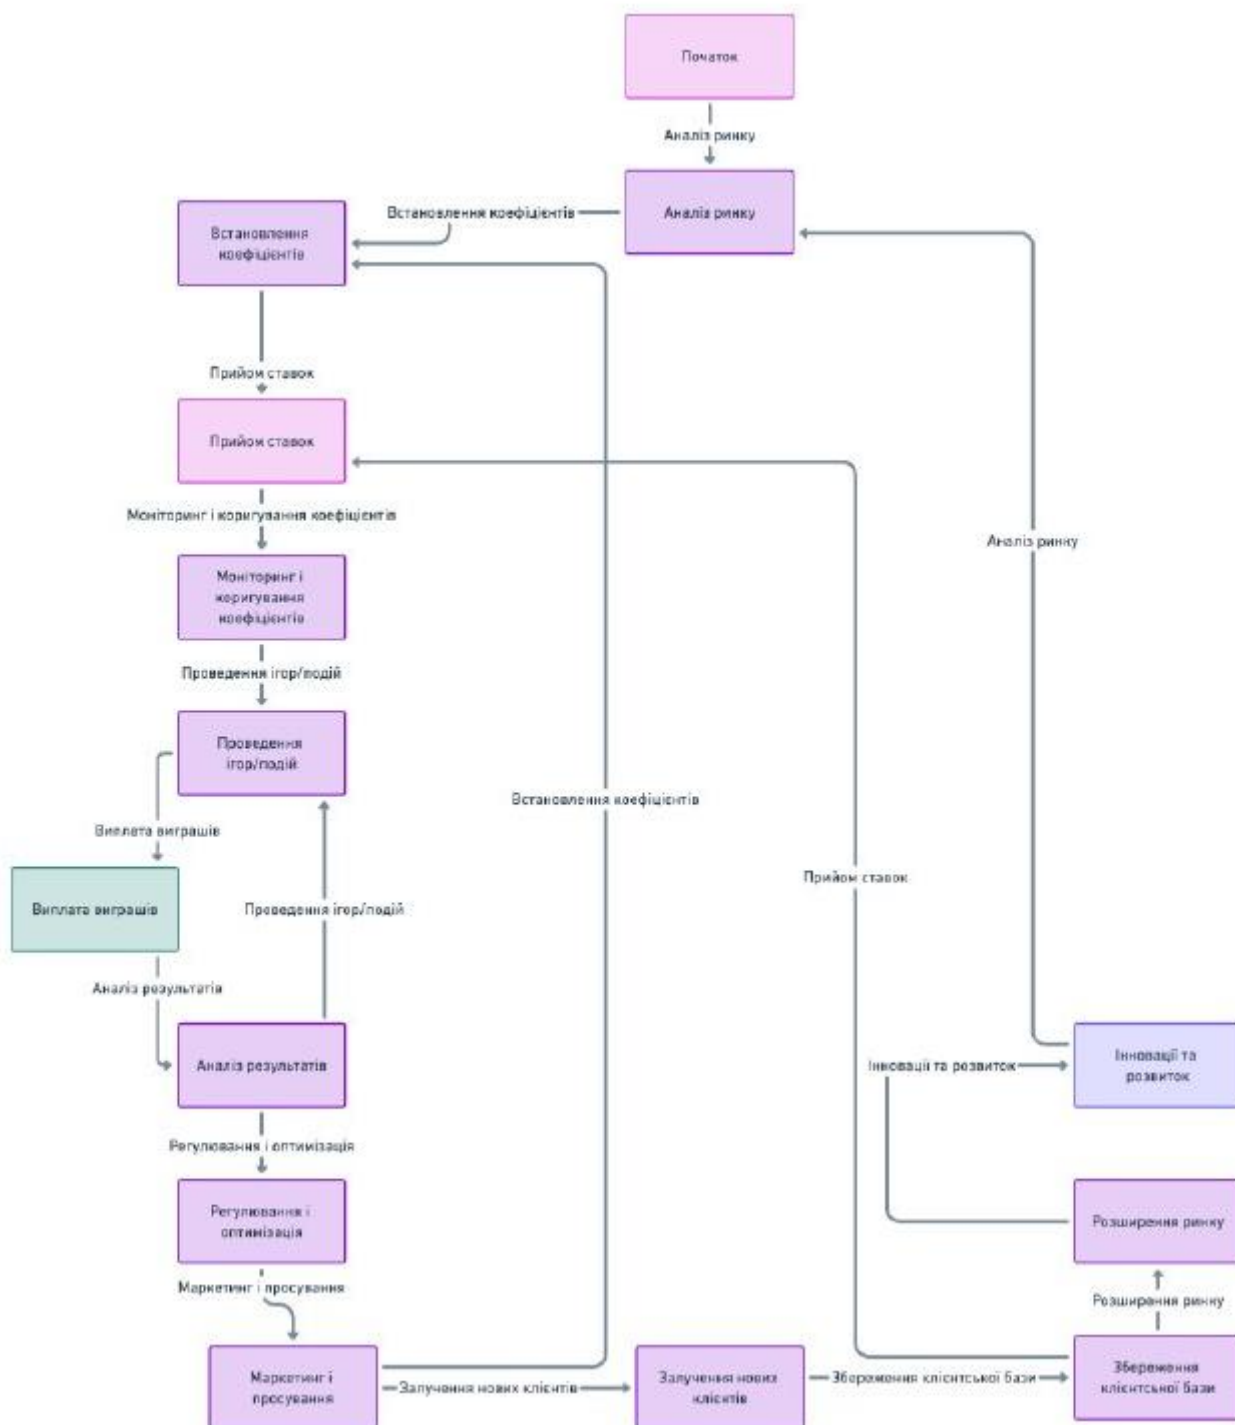 Початок
Аналіз ринку
Аналіз ринку
Встановлення коефіцієнтів
Встановлення
коефіцієнтів
Прийом ставок
Прийом ставок
Моніторинг і коригування коефіцієнтів
Моніторинг і
коригування
коефіцієнтів
Аналіз ринку
Проведення ігор/подій
Проведення
ігор/подій
Встановлення коефіцієнтів
Виплата виграшів
Виплата виграшів
Проведення ігор/подій
Прийом ставок
Аналіз результатів
Аналіз результатів
Інновації та розвиток
Інновації та
розвиток
Регулювання і оптимізація
Регулювання і
оптимізація
Розширення ринку
Маркетинг і просування
Розширення ринку
Маркетинг і
просування
Залучення нових клієнтів
Залучення нових
клієнтів
Збереження клієнтської бази
Збереження
клієнтської бази